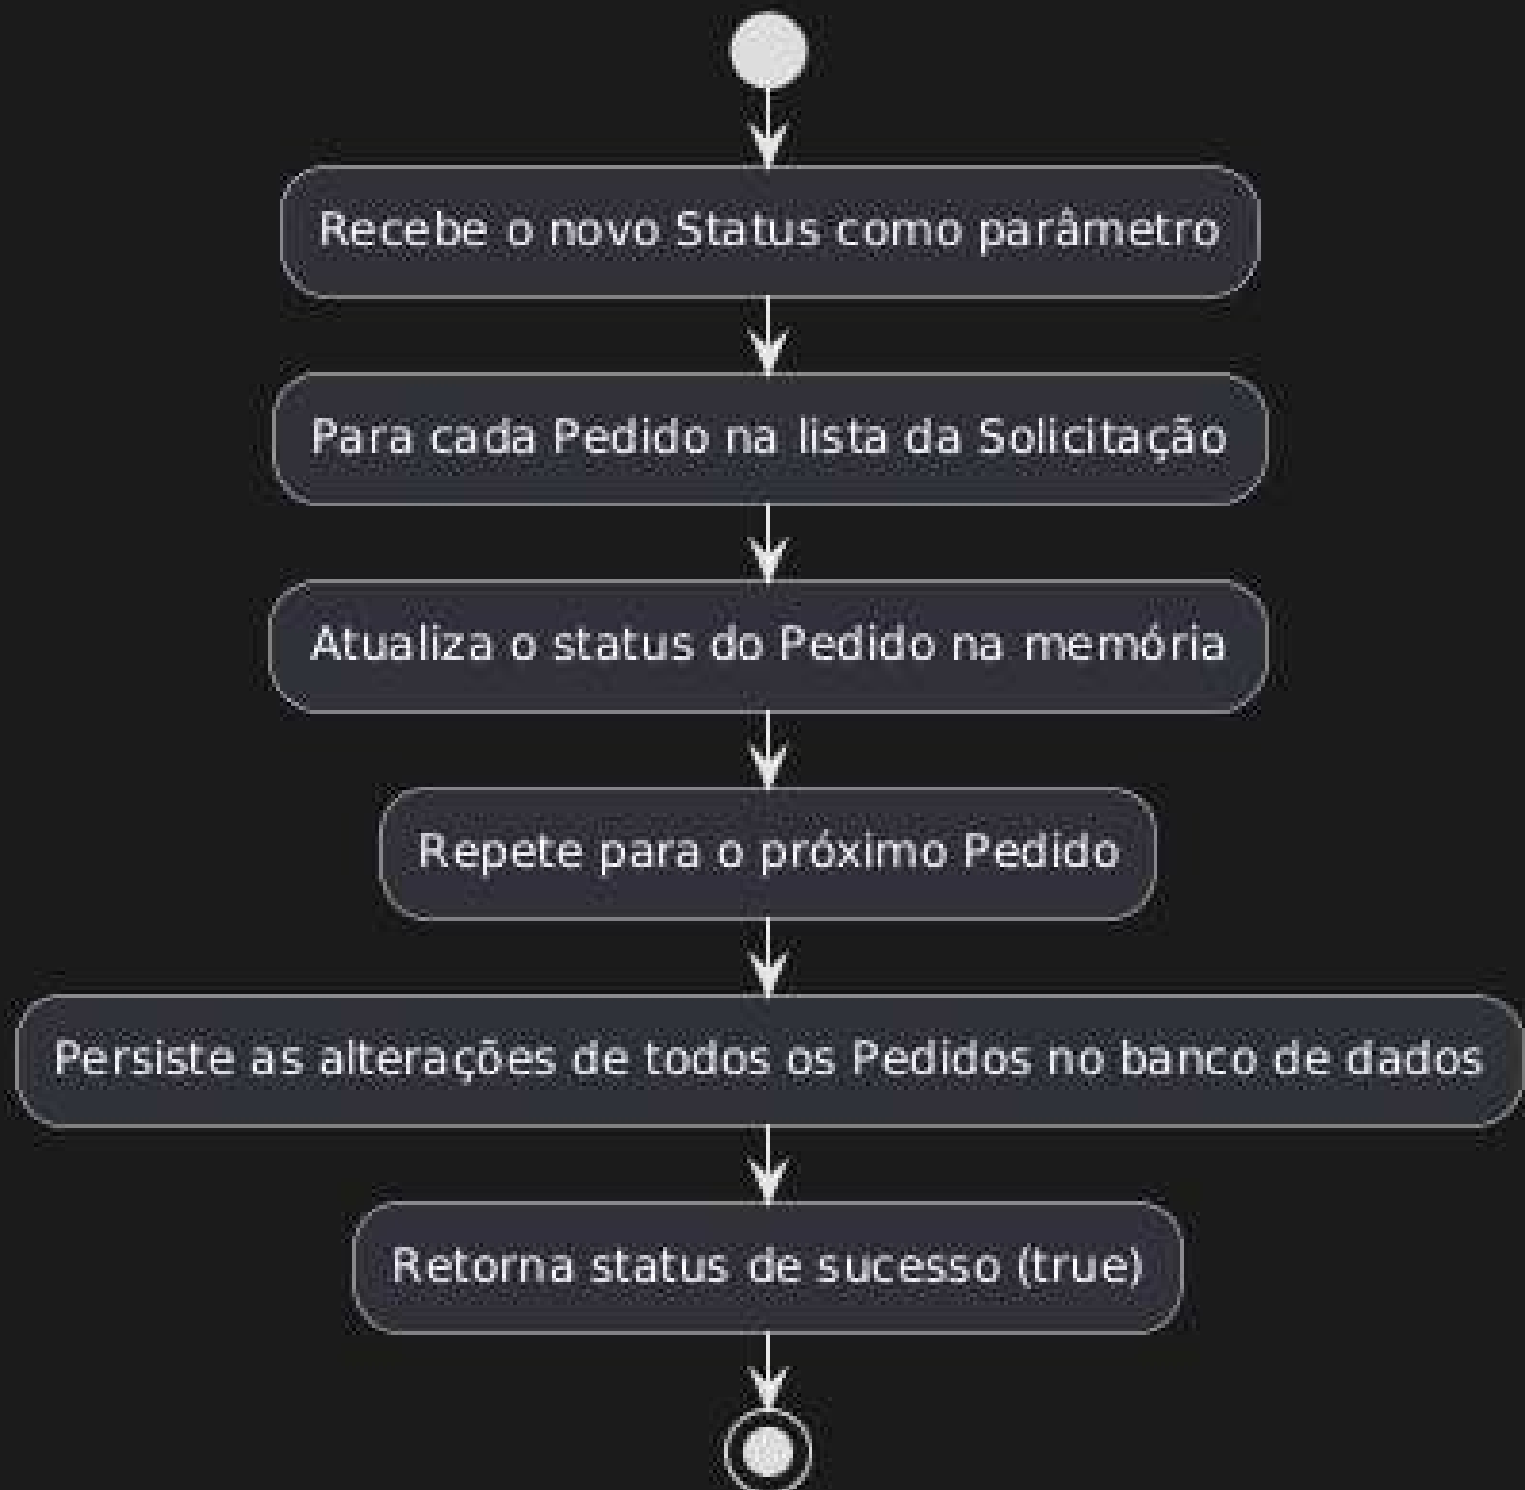 Recebe o novo Status como parâmetro
Para cada Pedido na lista da Solicitação
Atualiza o status do Pedido na memória
Repete para o próximo Pedido
Persiste as alterações de todos os Pedidos no banco de dados
Retorna status de sucesso (true)